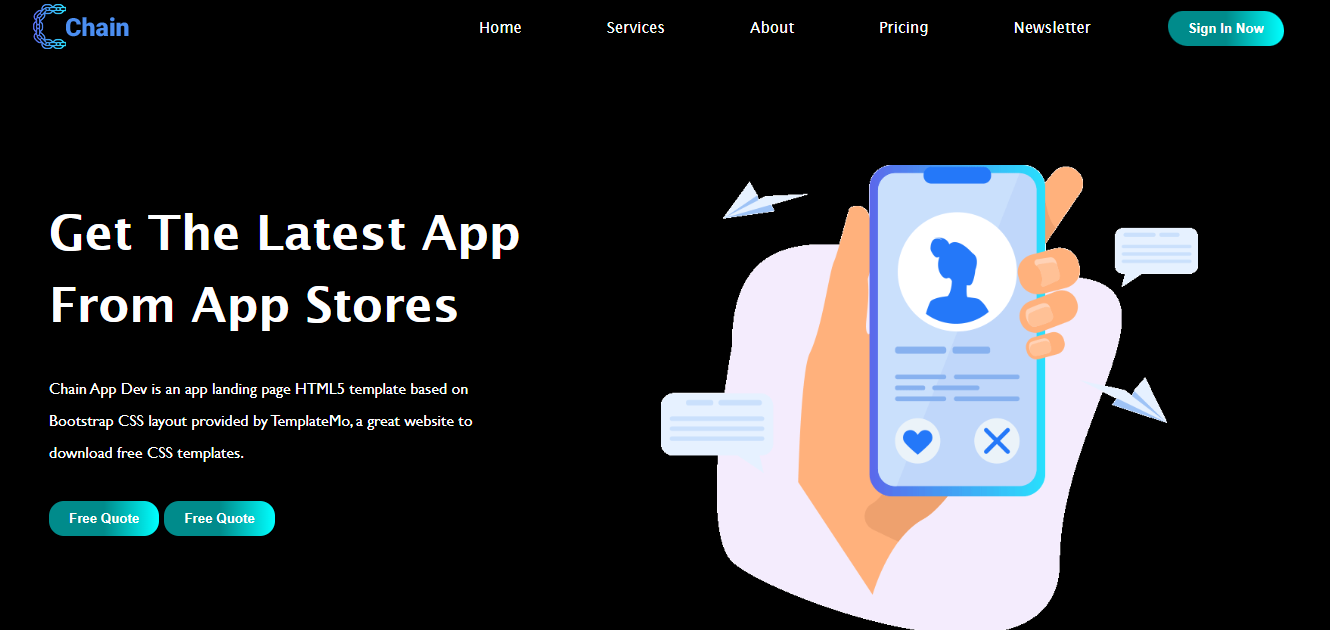 Chain
Home Services About Pricing Newsletter Sign In Now
Get The Latest App
From App Stores
Chain App Dev is an app landing page HTML5 template based on
Bootstrap CSS layout provided by TemplateMo, a great website to
download free CSS templates.
Free Quote Free Quote